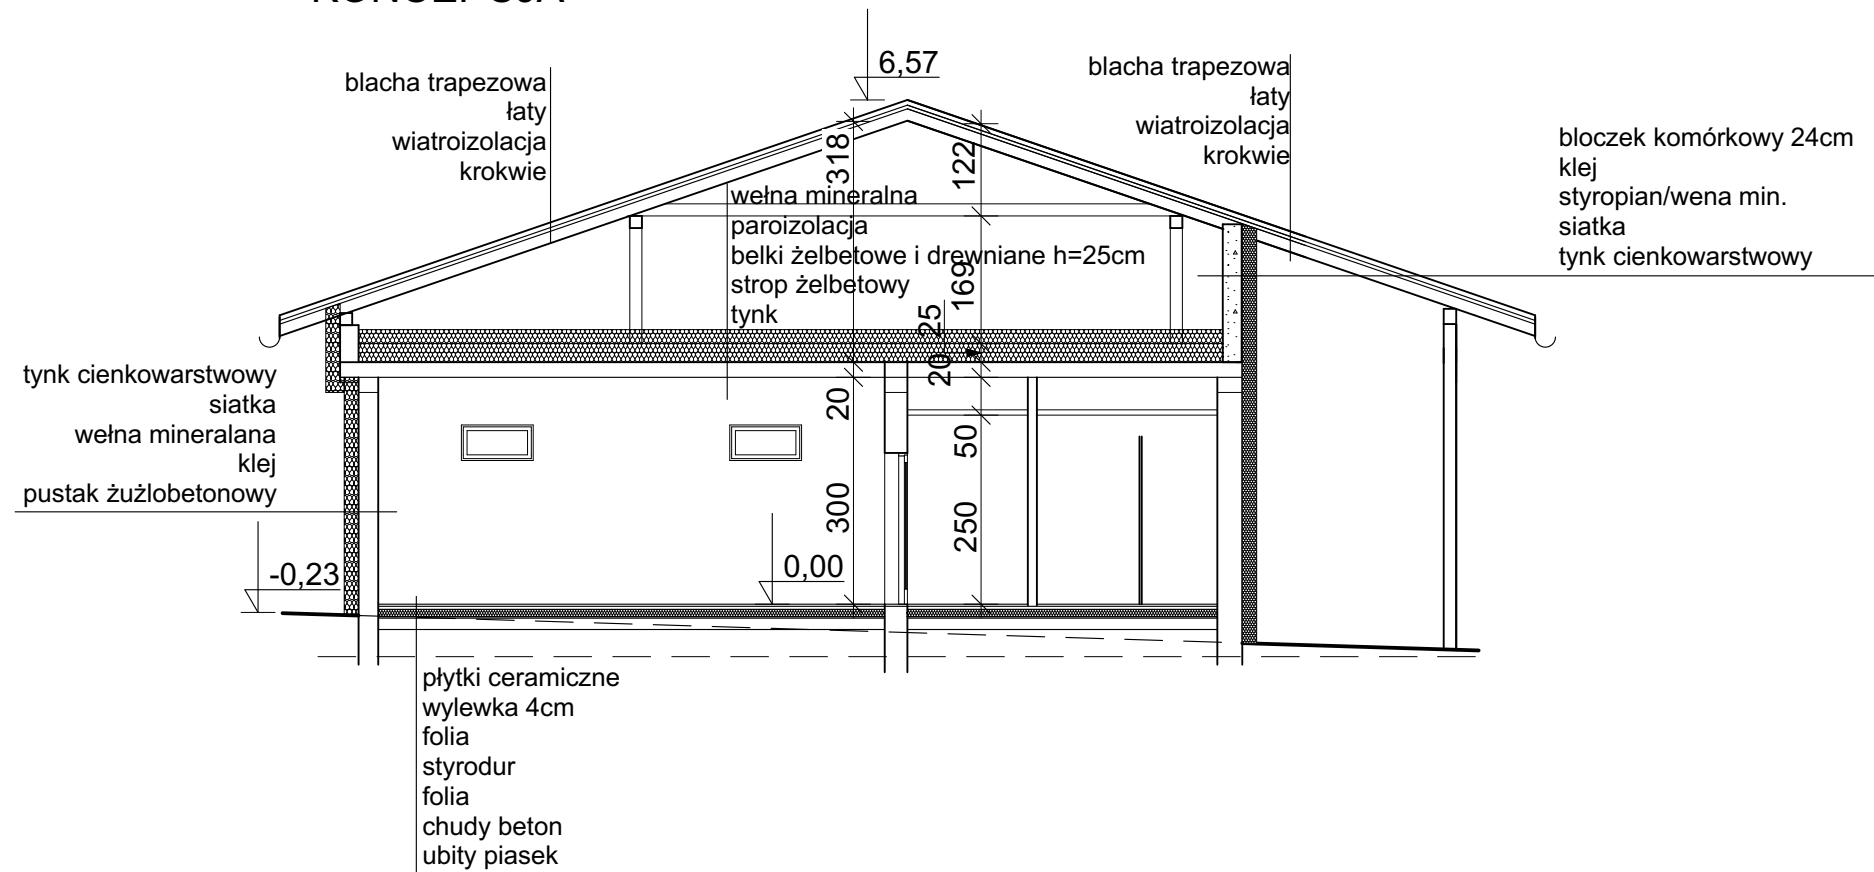 6,57
blacha trapezowa
łaty
wiatroizolacja
krokwie
blacha trapezowa
łaty
wiatroizolacja
krokwie
bloczek komórkowy 24cm
klej
styropian/wena min.
siatka
tynk cienkowarstwowy
318
122
wełna mineralna
paroizolacja
belki żelbetowe i drewniane h=25cm
strop żelbetowy
tynk
169
25
20
tynk cienkowarstwowy
siatka
wełna mineralana
klej
pustak żużlobetonowy
20
50
300
250
-0,23
0,00
płytki ceramiczne
wylewka 4cm
folia
styrodur
folia
chudy beton
ubity piasek